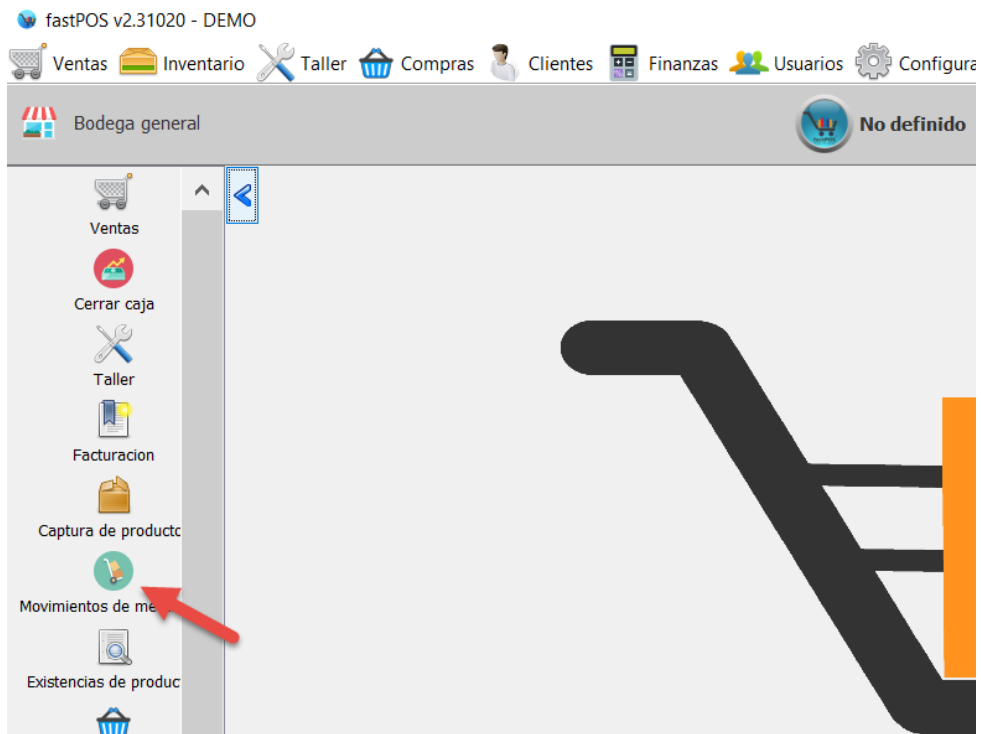 fastPOS v2.31020 - DEMO
Ventas Inventario Taller Compras Clientes Finanzas Usuarios Configura
Bodega general
No definido
Ventas
Cerrar caja
Taller
Facturacion
Captura de producto
Movimientos de me
Existencias de produc